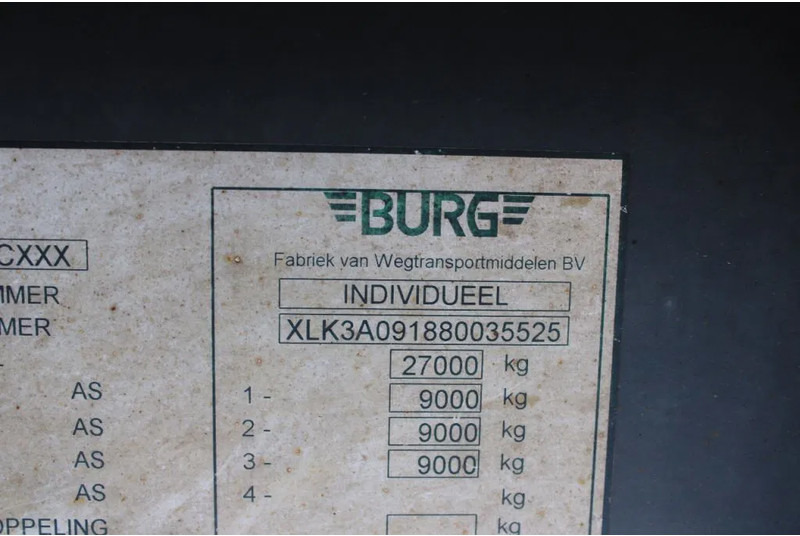 BURG
Fabriek van Wegtransportmiddelen BV
CXXX
INDIVIDUEEL
MMER
XLK3A091880035525
MER
27000 kg
AS 1 - 9000 kg
AS 2 - 9000 kg
AS 3 - 9000 kg
AS 4 - kg
OPPELING kg